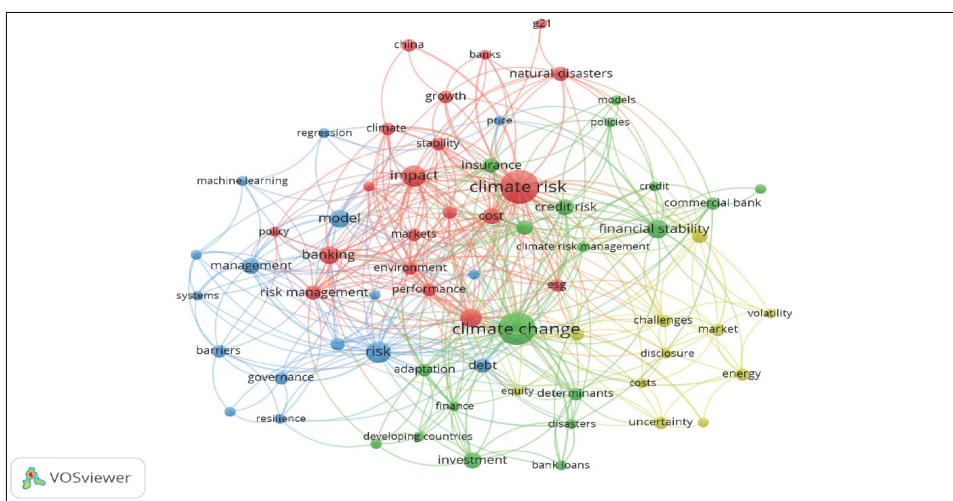 g21
china
banks
natural disasters
growth
models
price
policies
climate
regression
stability
insurance
impact
machine learning
climate risk
credit
model
cost
credit risk
commercial bank
policy
markets
financial stability
banking
climate risk management
management
environment
risk management
performance
esg
systems
volatility
challenges
market
climate change
barriers
risk
disclosure
adaptation
debt
energy
governance
equity
costs
determinants
finance
resilience
disasters
uncertainty
developing countries
investment
bank loans
VOSviewer